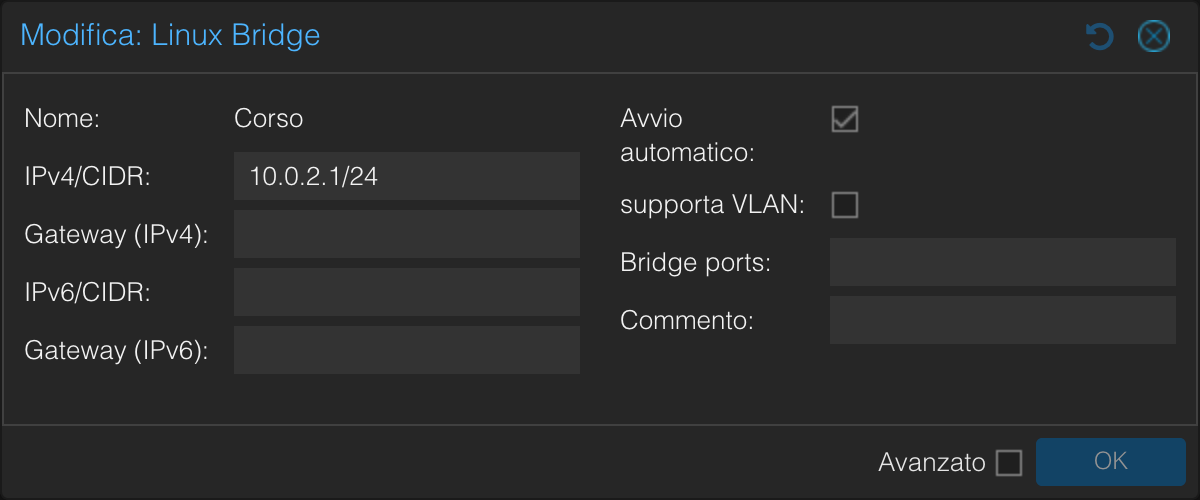 Modifica: Linux Bridge
Nome:
Corso
IPv4/CIDR:
10.0.2.1/24
Gateway (IPv4):
IPv6/CIDR:
Gateway (IPv6):
Avvio
automatico:
supporta VLAN:
Bridge ports:
Commento:
Avanzato
OK